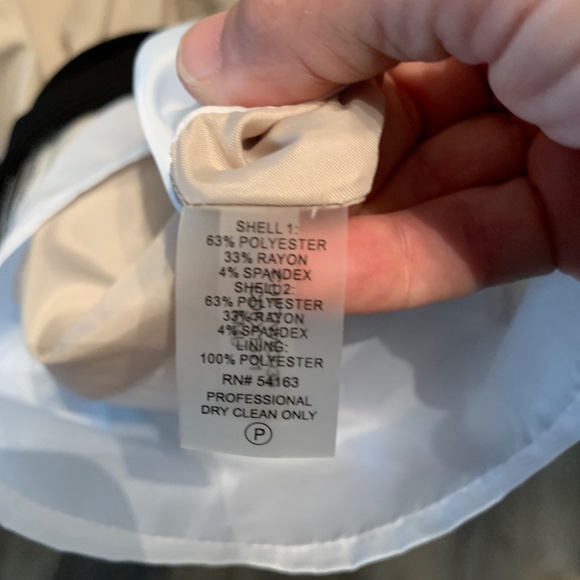 SHELL 1:
63% POLYESTER
33% RAYON
4% SPANDEX
SHELL 2:
63% POLYESTER
33% RAYON
4% SPANDEX
LINING:
100% POLYESTER
RN# 54163
PROFESSIONAL
DRY CLEAN ONLY
P